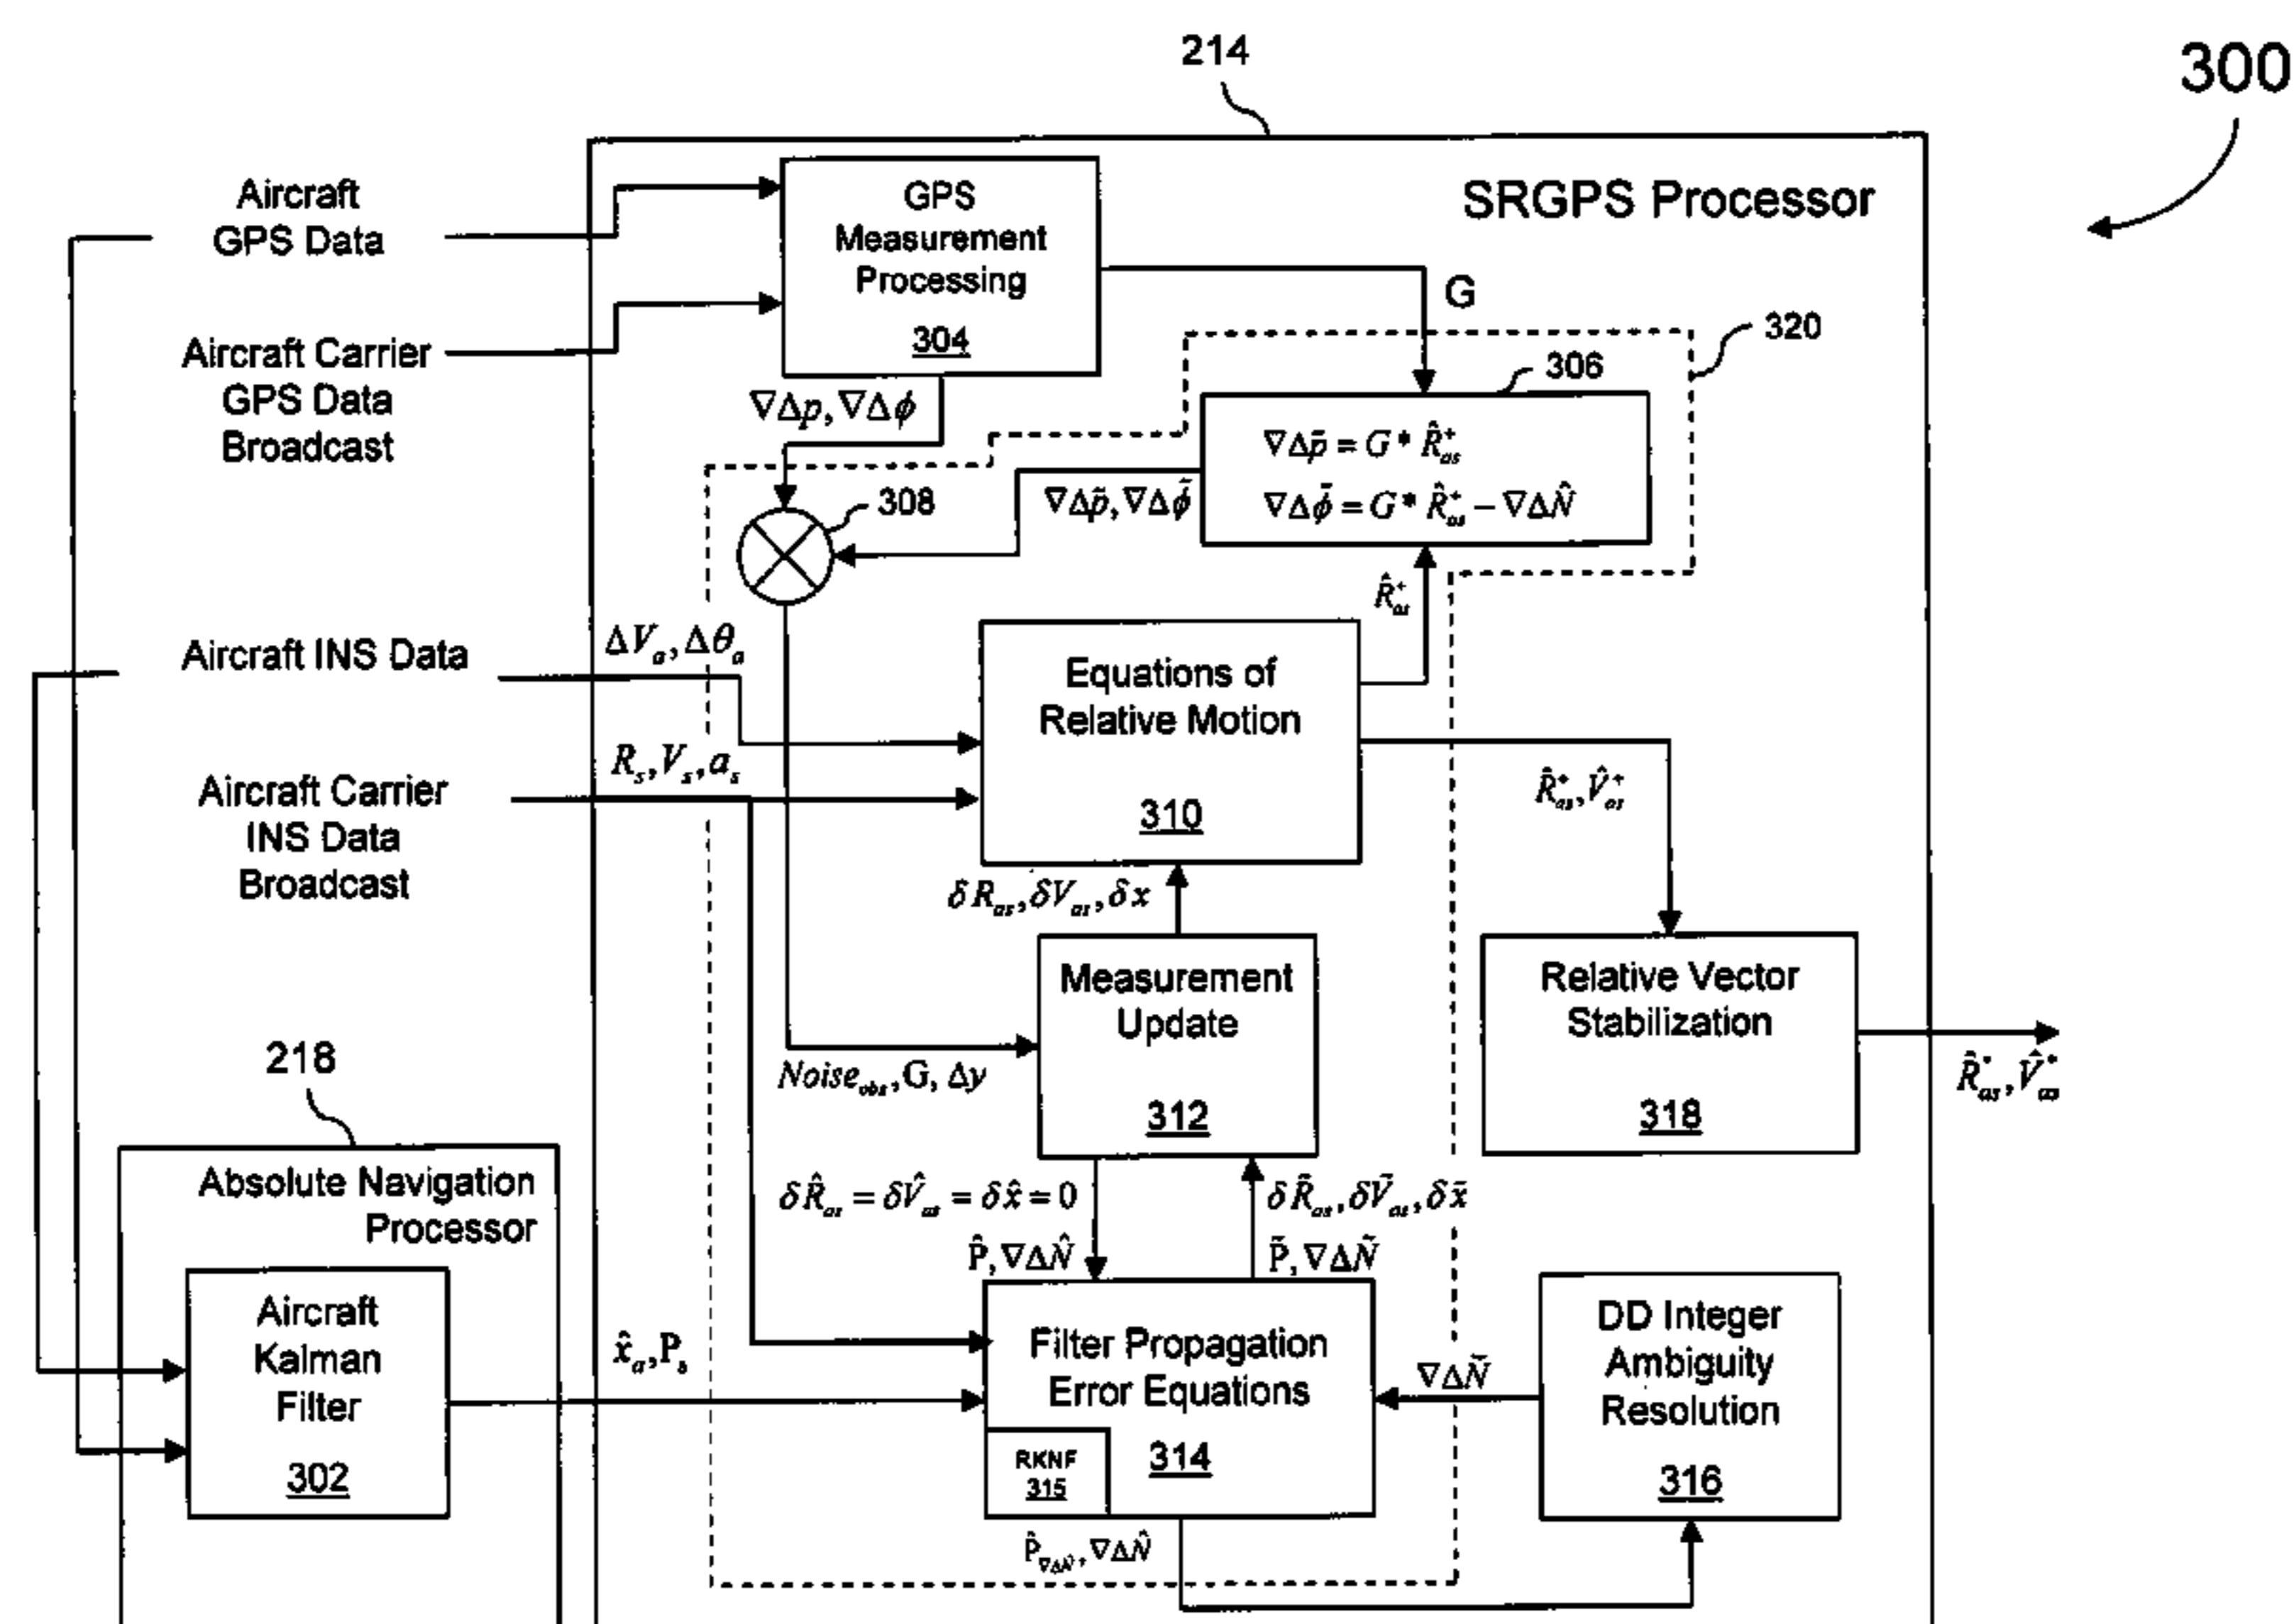 214
300
SRGPS Processor
Aircraft
GPS Data
GPS
Measurement
Processing
304
G
320
Aircraft Carrier
GPS Data
Broadcast
∇Δp, ∇Δϕ
306
∇Δp̃ = G * R̂⁺ₐₛ
∇Δϕ̃ = G * R̂⁺ₐₛ − ∇ΔN̂
308
∇Δp̃, ∇Δϕ̃
R̂⁺ₐₛ
Aircraft INS Data
ΔVₐ, Δθₐ
Equations of
Relative Motion
310
Rₛ, Vₛ, aₛ
Aircraft Carrier
INS Data
Broadcast
R̂⁺ₐₛ, V̂⁺ₐₛ
δRₐₛ, δVₐₛ, δx
Measurement
Update
312
Relative Vector
Stabilization
318
R̂⁺ₐₛ, V̂⁺ₐₛ
Noise_obs, G, Δy
218
Absolute Navigation
Processor
δR̂ₐₛ = δV̂ₐₛ = δx̂ = 0
δR̃ₐₛ, δṼₐₛ, δx̃
P̂, ∇ΔN̂
P̃, ∇ΔÑ
Aircraft
Kalman
Filter
302
x̂ₐ, Pₐ
Filter Propagation
Error Equations
314
RKNF
315
∇ΔN̆
DD Integer
Ambiguity
Resolution
316
P̂_∇ΔN̂, ∇ΔN̂